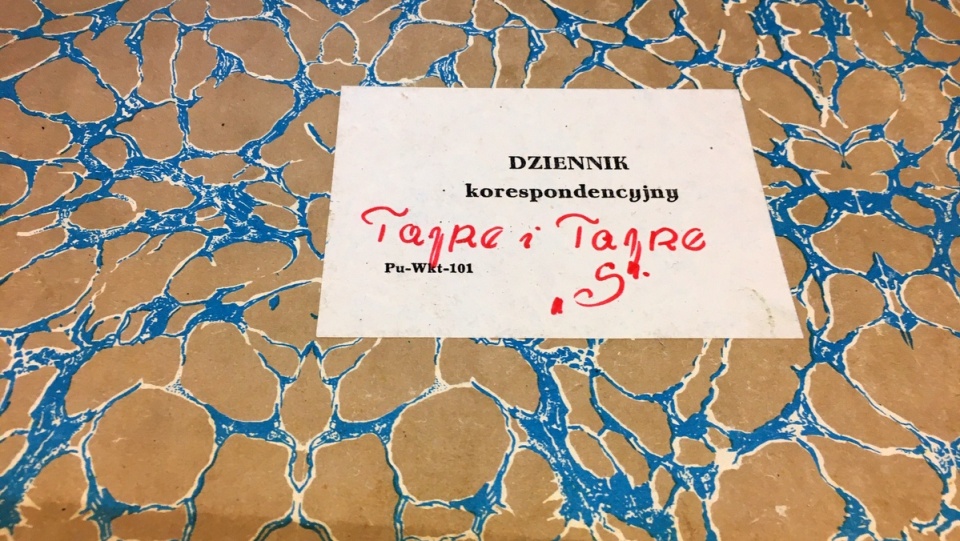 DZIENNIK
korespondencyjny
Tajne i Tajne
Pu-Wkt-101
„S".